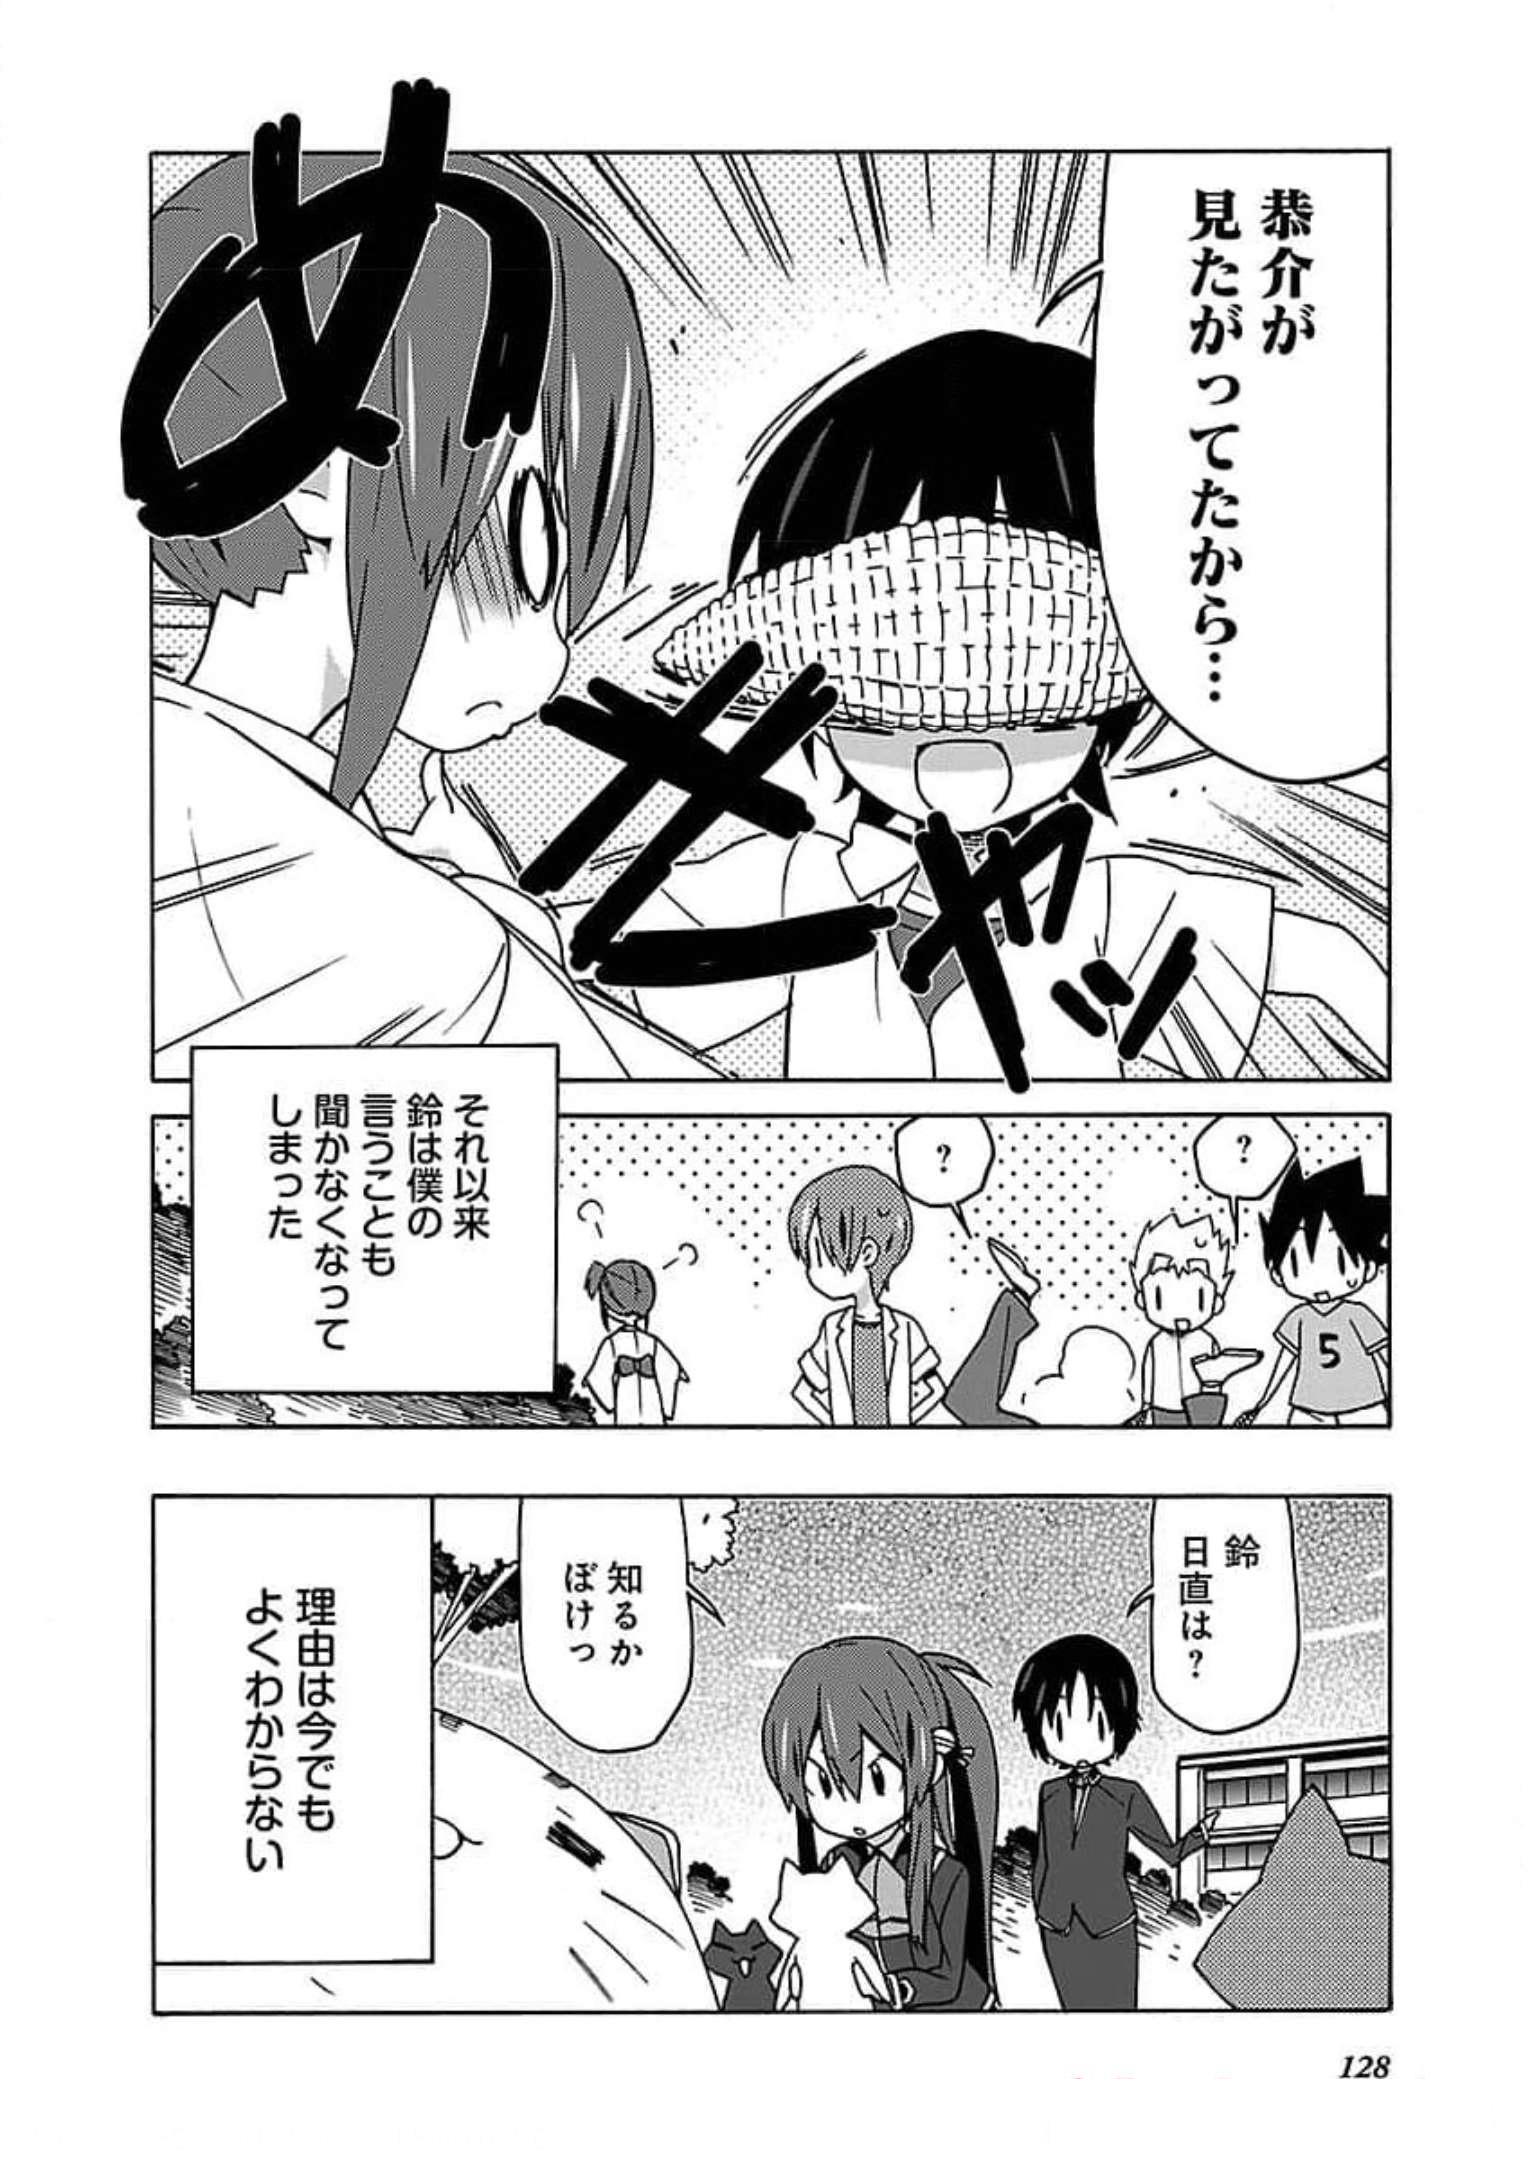 恭介が
見たがってたから…
めきゃッ
それ以来
鈴は僕の
言うことも
聞かなくなって
しまった
?
?
鈴
日直は?
知るか
ぼけっ
理由は今でも
よくわからない
5
128